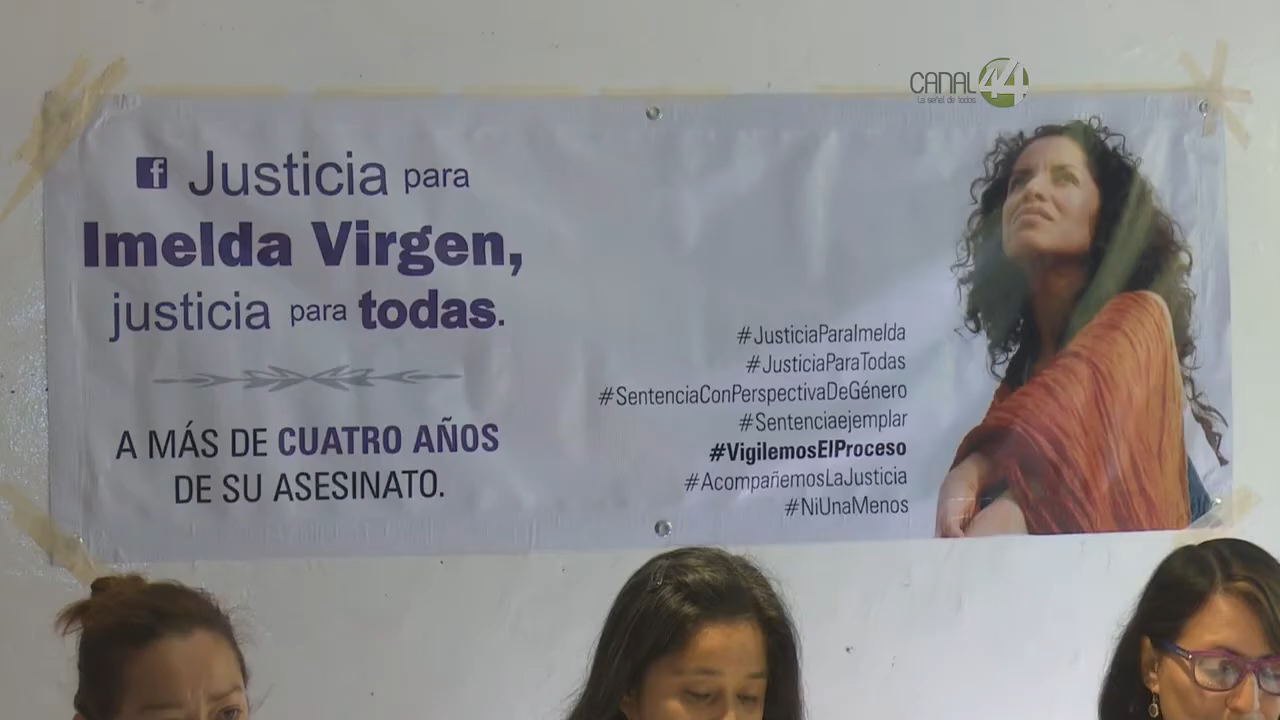 CANAL 44
La señal de todos
Justicia para
Imelda Virgen,
justicia para todas.
A MÁS DE CUATRO AÑOS
DE SU ASESINATO.
#JusticiaParaImelda
#JusticiaParaTodas
#SentenciaConPerspectivaDeGénero
#Sentenciaejemplar
#VigilemosElProceso
#AcompañemosLaJusticia
#NiUnaMenos